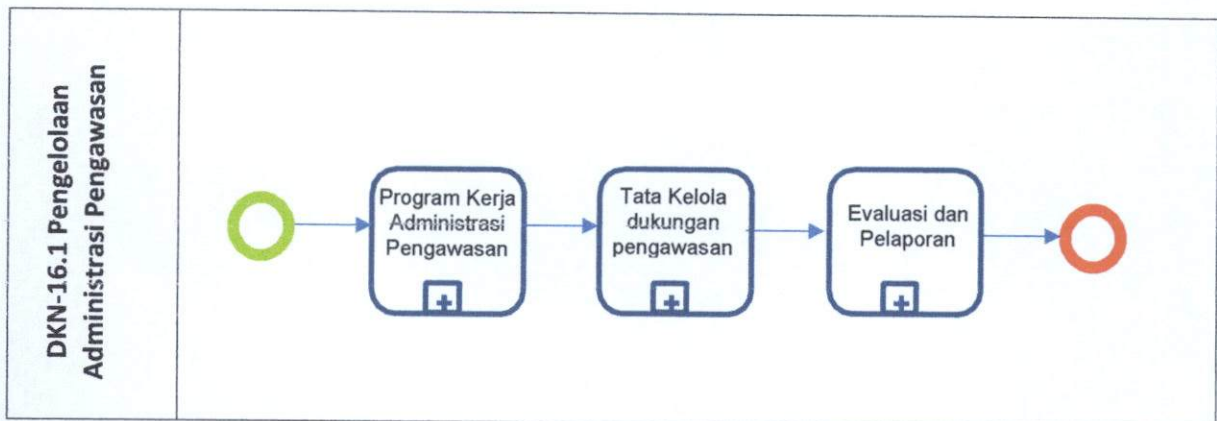 DKN-16.1 Pengelolaan
Administrasi Pengawasan
Program Kerja
Administrasi
Pengawasan
Tata Kelola
dukungan
pengawasan
Evaluasi dan
Pelaporan